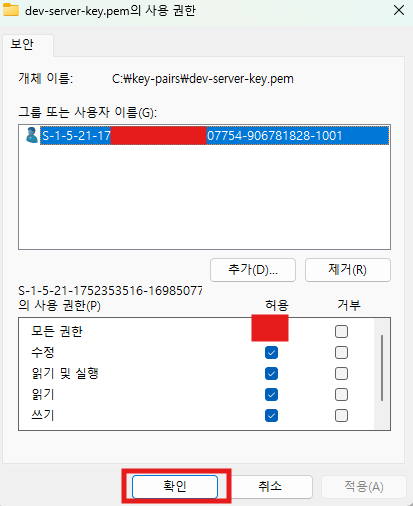 dev-server-key.pem의 사용 권한
보안
개체 이름: C:₩key-pairs₩dev-server-key.pem
그룹 또는 사용자 이름(G):
S-1-5-21-17 07754-906781828-1001
추가(D)... 제거(R)
S-1-5-21-1752353516-16985077
의 사용 권한(P) 허용 거부
모든 권한
수정
읽기 및 실행
읽기
쓰기
확인 취소 적용(A)